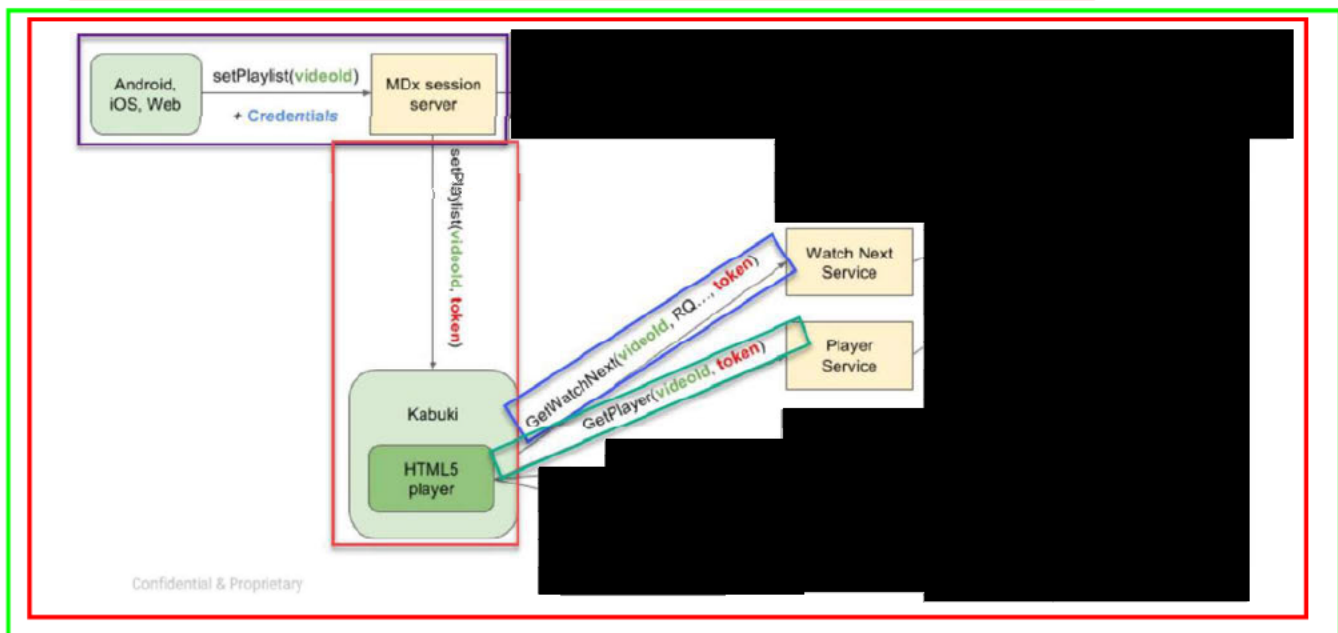 Android,
iOS, Web
setPlaylist(videoId)
+ Credentials
MDx session
server
setPlaylist(videoId, token)
GetWatchNext(videoId, RQ..., token)
Watch Next
Service
GetPlayer(videoId, token)
Player
Service
Kabuki
HTML5
player
Confidential & Proprietary